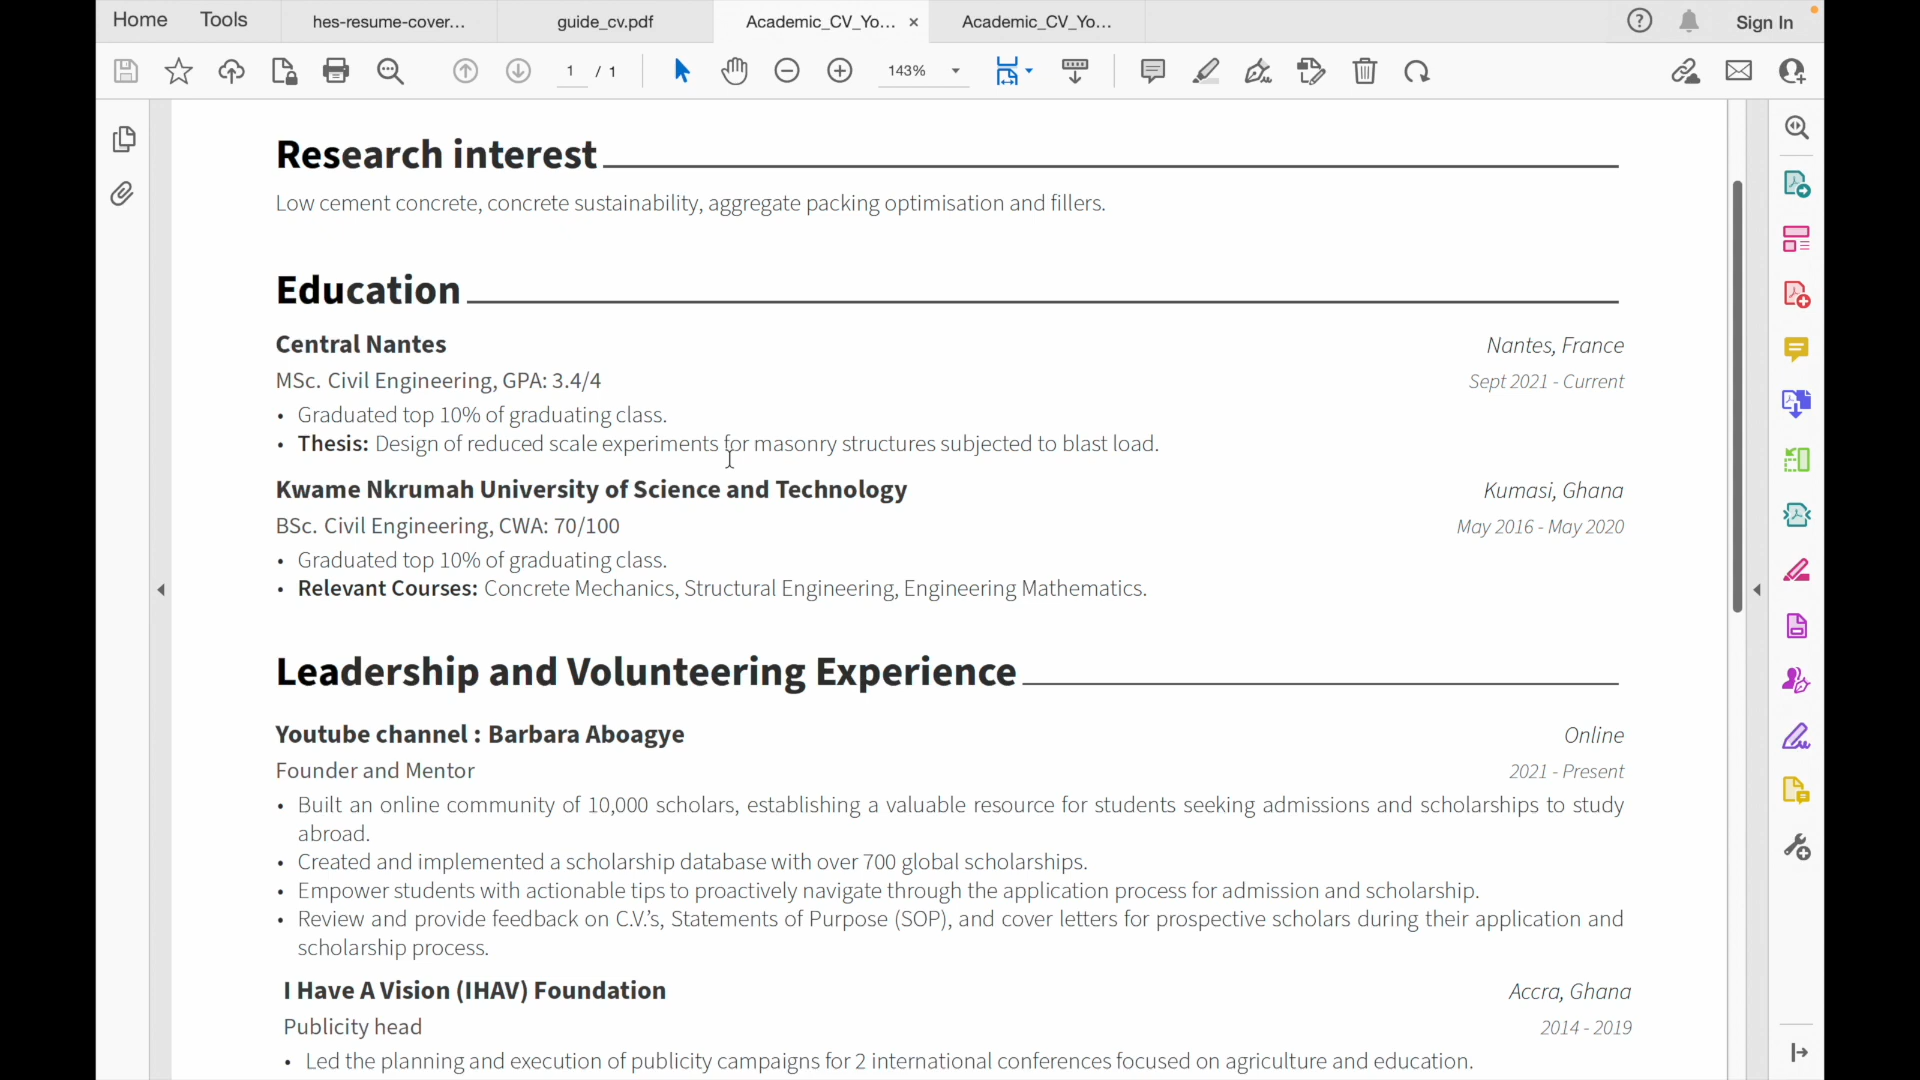 Home Tools hes-resume-cover... guide_cv.pdf Academic_CV_Yo... × Academic_CV_Yo... Sign In
1 / 1 143%
Research interest
Low cement concrete, concrete sustainability, aggregate packing optimisation and fillers.
Education
Central Nantes Nantes, France
MSc. Civil Engineering, GPA: 3.4/4 Sept 2021 - Current
• Graduated top 10% of graduating class.
• Thesis: Design of reduced scale experiments for masonry structures subjected to blast load.
Kwame Nkrumah University of Science and Technology Kumasi, Ghana
BSc. Civil Engineering, CWA: 70/100 May 2016 - May 2020
• Graduated top 10% of graduating class.
• Relevant Courses: Concrete Mechanics, Structural Engineering, Engineering Mathematics.
Leadership and Volunteering Experience
Youtube channel : Barbara Aboagye Online
Founder and Mentor 2021 - Present
• Built an online community of 10,000 scholars, establishing a valuable resource for students seeking admissions and scholarships to study
abroad.
• Created and implemented a scholarship database with over 700 global scholarships.
• Empower students with actionable tips to proactively navigate through the application process for admission and scholarship.
• Review and provide feedback on C.V.'s, Statements of Purpose (SOP), and cover letters for prospective scholars during their application and
scholarship process.
I Have A Vision (IHAV) Foundation Accra, Ghana
Publicity head 2014 - 2019
• Led the planning and execution of publicity campaigns for 2 international conferences focused on agriculture and education.